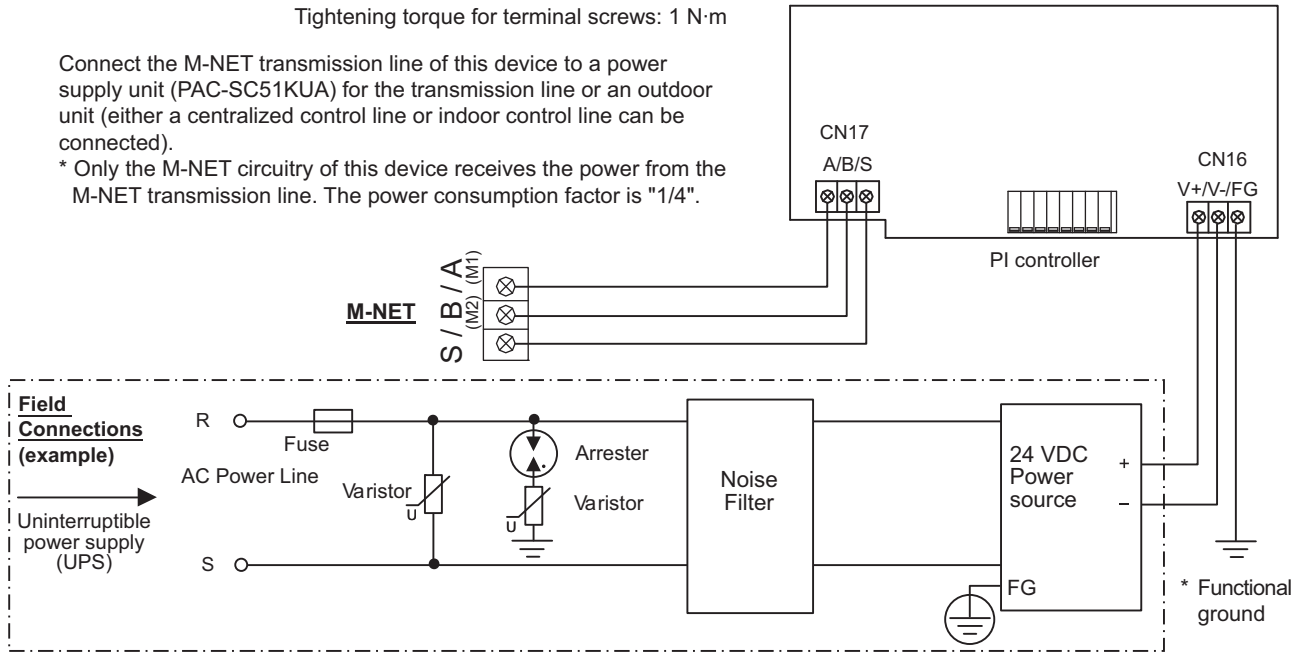 Tightening torque for terminal screws: 1 N·m
Connect the M-NET transmission line of this device to a power
supply unit (PAC-SC51KUA) for the transmission line or an outdoor
unit (either a centralized control line or indoor control line can be
connected).
* Only the M-NET circuitry of this device receives the power from the
M-NET transmission line. The power consumption factor is "1/4".
CN17
A/B/S
CN16
V+/V-/FG
PI controller
M-NET
S / B / A
(M2)
(M1)
Field
Connections
(example)
Uninterruptible
power supply
(UPS)
R
Fuse
AC Power Line
S
Varistor
U
Arrester
Varistor
U
Noise
Filter
24 VDC
Power
source
+
–
FG
* Functional
ground